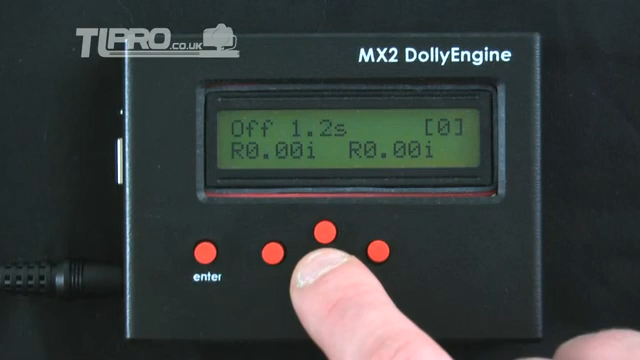 TLPRO.co.uk
MX2 DollyEngine
Off 1.2s [0]
R0.00i R0.00i
enter